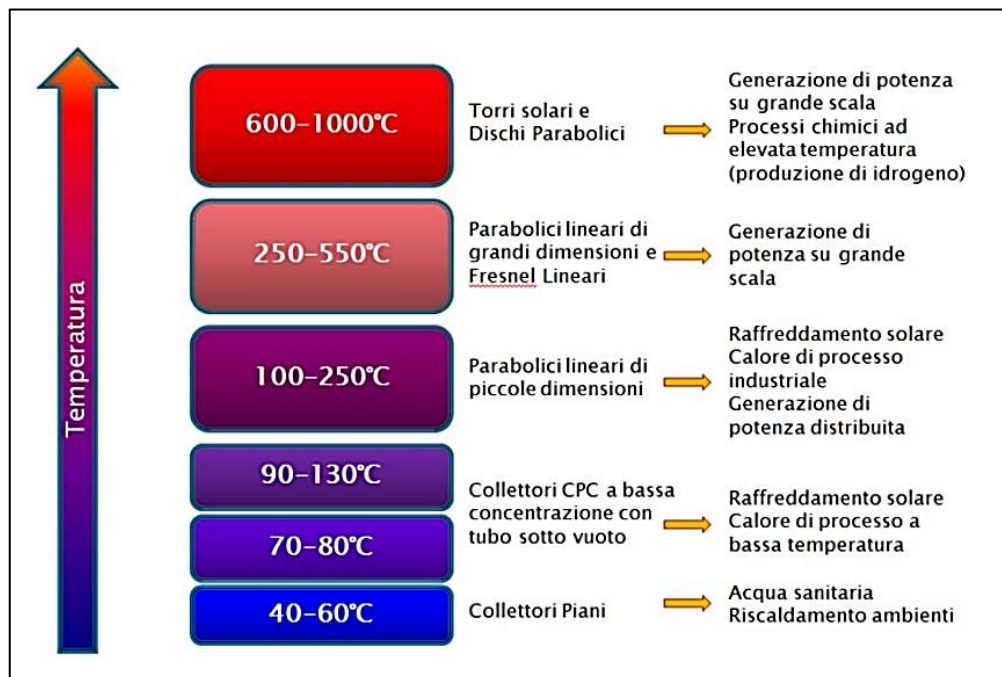 Temperatura
600-1000°C
Torri solari e
Dischi Parabolici
Generazione di potenza
su grande scala
Processi chimici ad
elevata temperatura
(produzione di idrogeno)
250-550°C
Parabolici lineari di
grandi dimensioni e
Fresnel Lineari
Generazione di
potenza su grande
scala
100-250°C
Parabolici lineari di
piccole dimensioni
Raffreddamento solare
Calore di processo
industriale
Generazione di
potenza distribuita
90-130°C
70-80°C
Collettori CPC a bassa
concentrazione con
tubo sotto vuoto
Raffreddamento solare
Calore di processo a
bassa temperatura
40-60°C
Collettori Piani
Acqua sanitaria
Riscaldamento ambienti